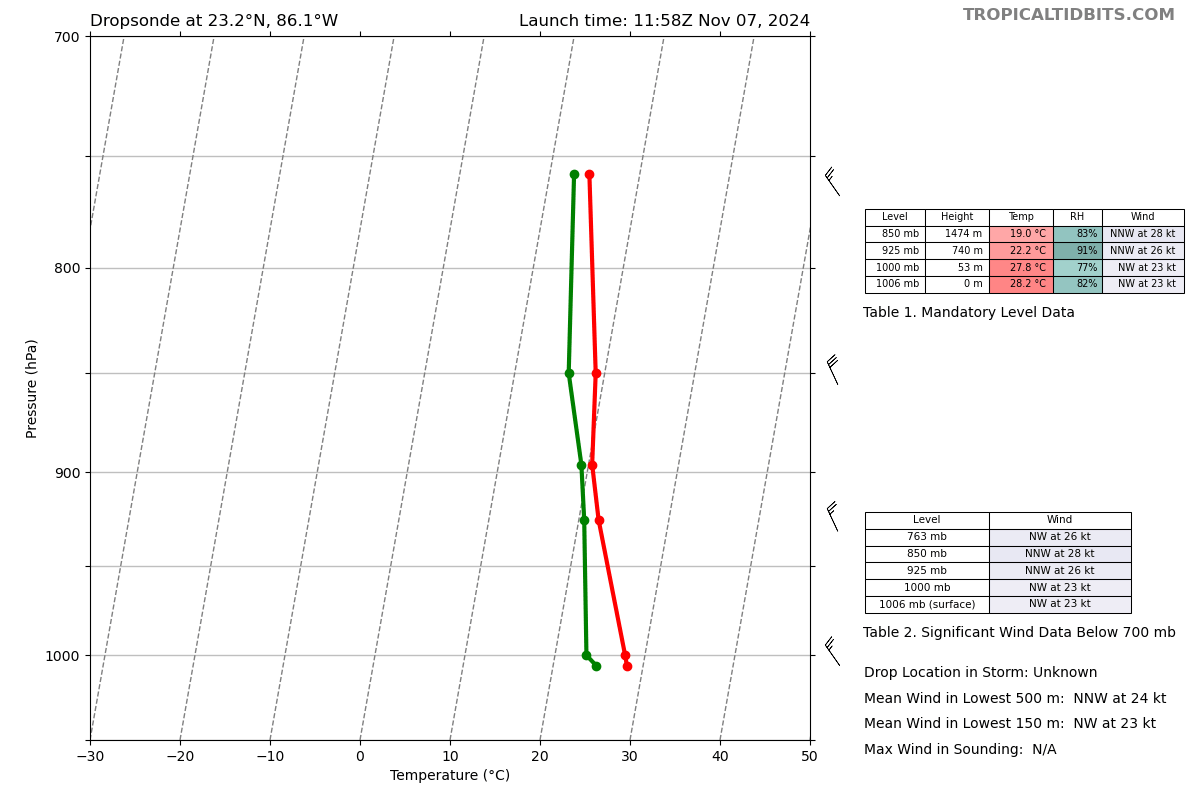 Dropsonde at 23.2°N, 86.1°W
Launch time: 11:58Z Nov 07, 2024
TROPICALTIDBITS.COM
700
800
900
1000
Pressure (hPa)
−30 −20 −10 0 10 20 30 40 50
Temperature (°C)
Level Height Temp RH Wind
850 mb 1474 m 19.0 °C 83% NNW at 28 kt
925 mb 740 m 22.2 °C 91% NNW at 26 kt
1000 mb 53 m 27.8 °C 77% NW at 23 kt
1006 mb 0 m 28.2 °C 82% NW at 23 kt
Table 1. Mandatory Level Data
Level Wind
763 mb NW at 26 kt
850 mb NNW at 28 kt
925 mb NNW at 26 kt
1000 mb NW at 23 kt
1006 mb (surface) NW at 23 kt
Table 2. Significant Wind Data Below 700 mb
Drop Location in Storm: Unknown
Mean Wind in Lowest 500 m:  NNW at 24 kt
Mean Wind in Lowest 150 m:  NW at 23 kt
Max Wind in Sounding:  N/A